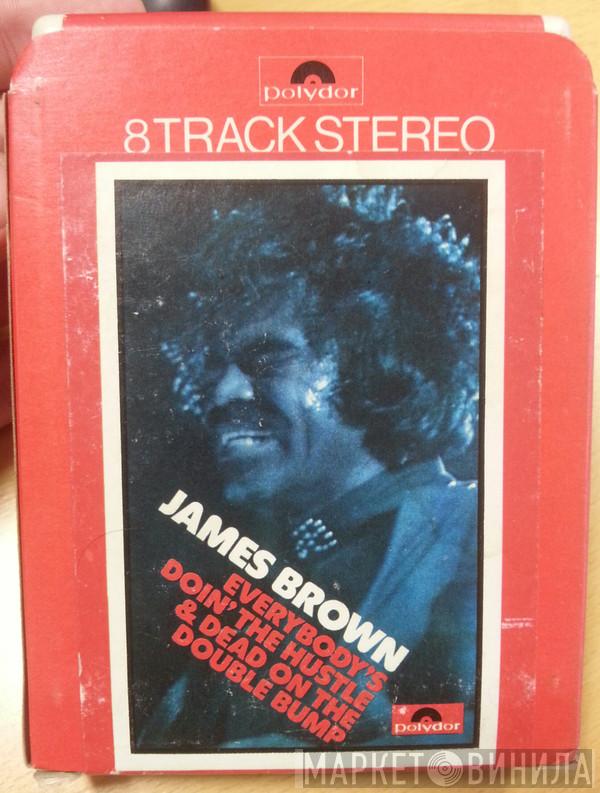 polydor
8 TRACK STEREO
JAMES BROWN
EVERYBODY'S
DOIN' THE HUSTLE
& DEAD ON THE
DOUBLE BUMP
polydor
МАРКЕТ ВИНИЛА